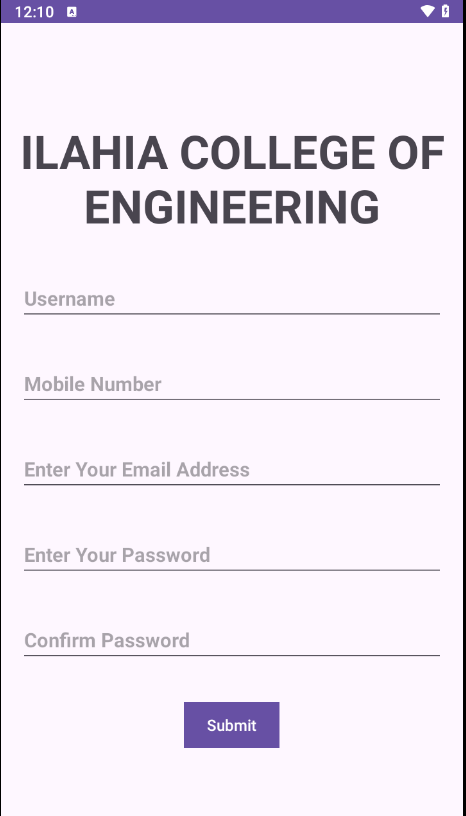 12:10
ILAHIA COLLEGE OF
ENGINEERING
Username
Mobile Number
Enter Your Email Address
Enter Your Password
Confirm Password
Submit